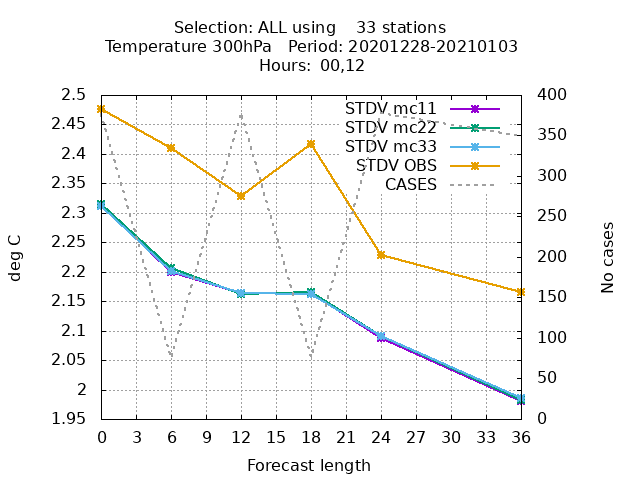 Selection: ALL using 33 stations
Temperature 300hPa Period: 20201228-20210103
Hours: 00,12
STDV mc11
STDV mc22
STDV mc33
STDV OBS
CASES
deg C
2.5
2.45
2.4
2.35
2.3
2.25
2.2
2.15
2.1
2.05
2
1.95
400
350
300
250
200
150
100
50
0
No cases
0 3 6 9 12 15 18 21 24 27 30 33 36
Forecast length